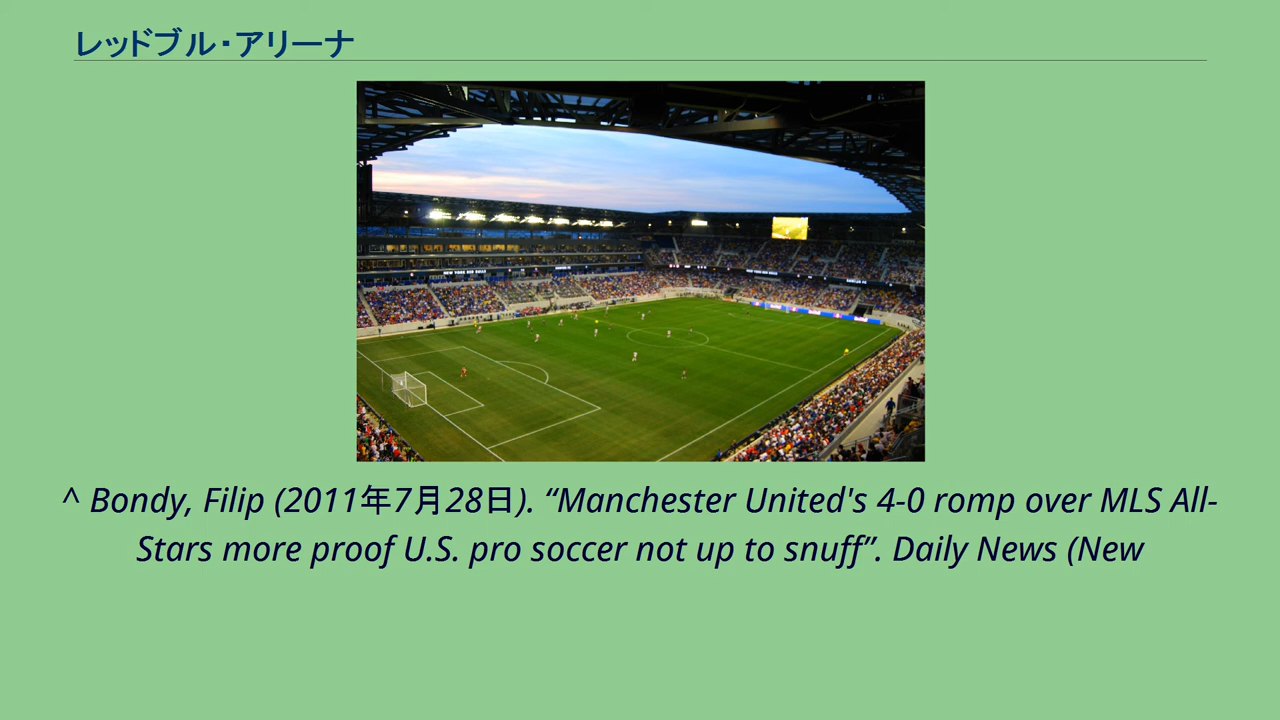 レッドブル・アリーナ
^ Bondy, Filip (2011年7月28日). “Manchester United's 4-0 romp over MLS All-
Stars more proof U.S. pro soccer not up to snuff”. Daily News (New